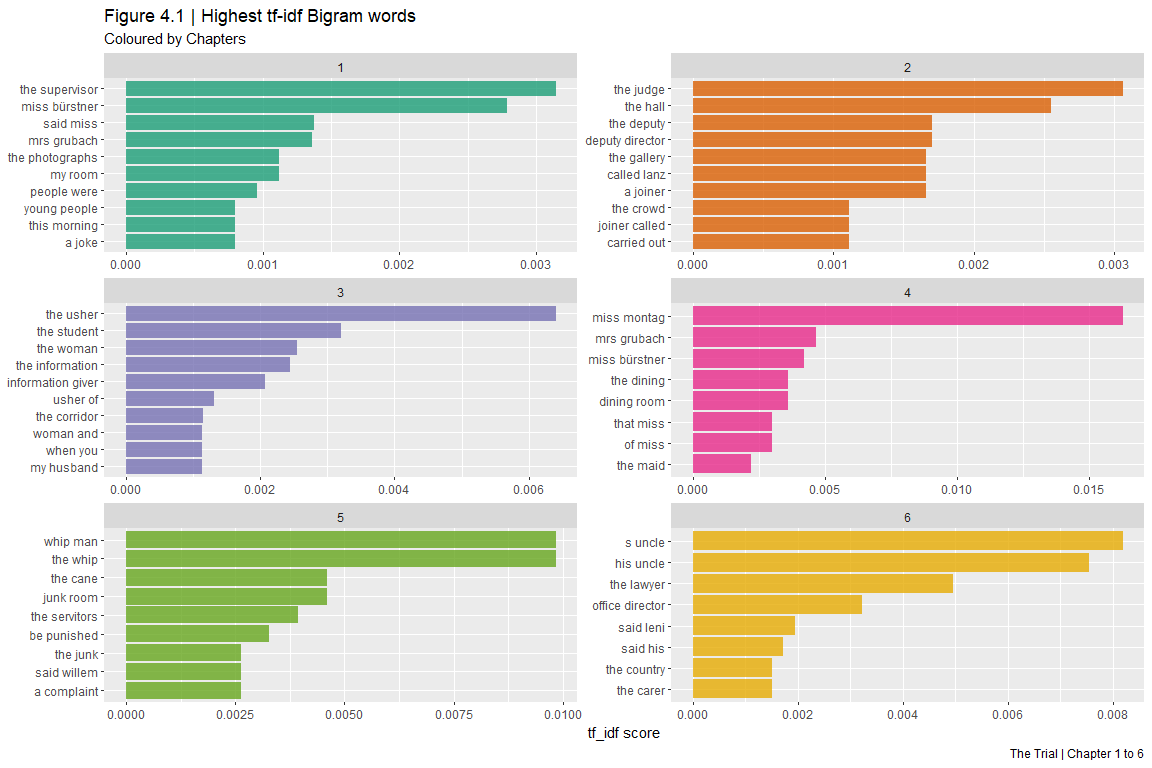 Figure 4.1 | Highest tf-idf Bigram words
Coloured by Chapters
1
the supervisor
miss bürstner
said miss
mrs grubach
the photographs
my room
people were
young people
this morning
a joke
0.000 0.001 0.002 0.003
2
the judge
the hall
the deputy
deputy director
the gallery
called lanz
a joiner
the crowd
joiner called
carried out
0.000 0.001 0.002 0.003
3
the usher
the student
the woman
the information
information giver
usher of
the corridor
woman and
when you
my husband
0.000 0.002 0.004 0.006
4
miss montag
mrs grubach
miss bürstner
the dining
dining room
that miss
of miss
the maid
0.000 0.005 0.010 0.015
5
whip man
the whip
the cane
junk room
the servitors
be punished
the junk
said willem
a complaint
0.0000 0.0025 0.0050 0.0075 0.0100
6
s uncle
his uncle
the lawyer
office director
said leni
said his
the country
the carer
0.000 0.002 0.004 0.006 0.008
tf_idf score
The Trial | Chapter 1 to 6